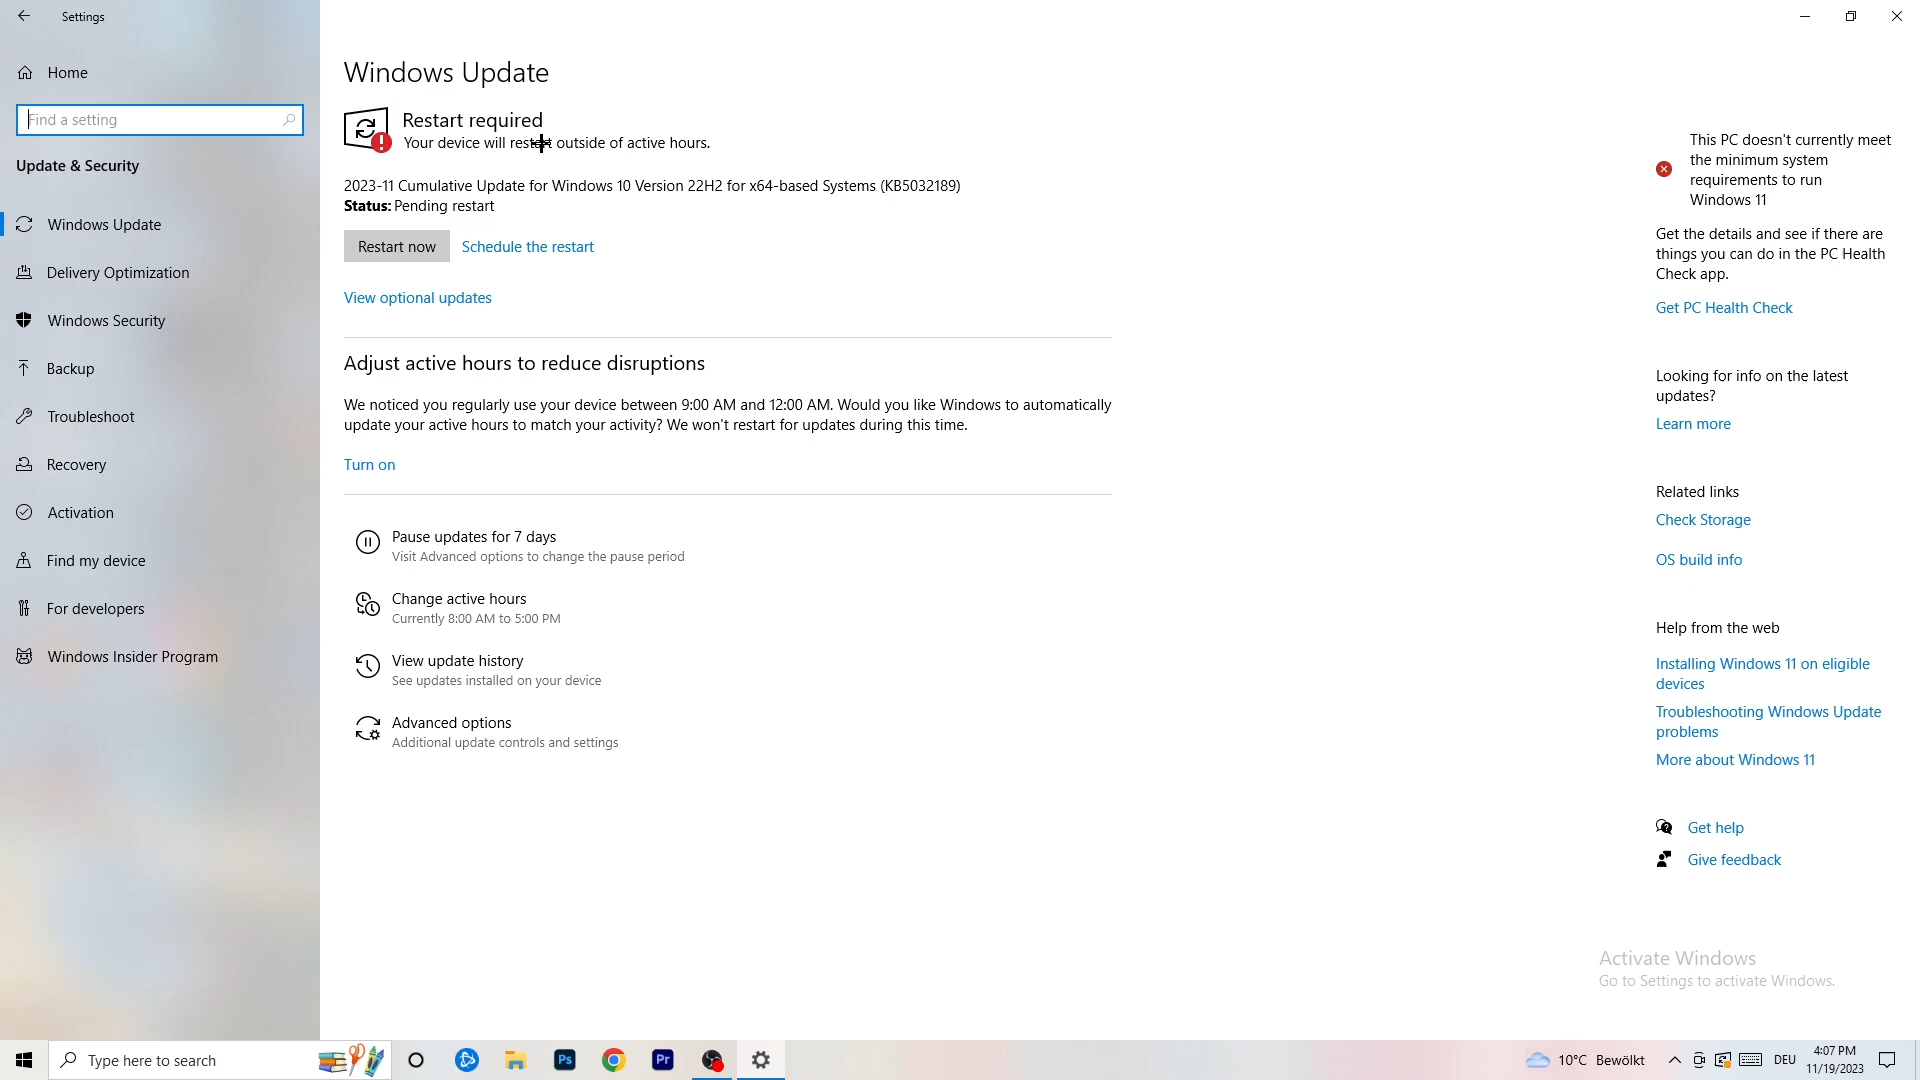 Settings
Home
Find a setting
Update & Security
Windows Update
Delivery Optimization
Windows Security
Backup
Troubleshoot
Recovery
Activation
Find my device
For developers
Windows Insider Program
Windows Update
Restart required
Your device will restart outside of active hours.
2023-11 Cumulative Update for Windows 10 Version 22H2 for x64-based Systems (KB5032189)
Status: Pending restart
Restart now
Schedule the restart
View optional updates
Adjust active hours to reduce disruptions
We noticed you regularly use your device between 9:00 AM and 12:00 AM. Would you like Windows to automatically
update your active hours to match your activity? We won't restart for updates during this time.
Turn on
Pause updates for 7 days
Visit Advanced options to change the pause period
Change active hours
Currently 8:00 AM to 5:00 PM
View update history
See updates installed on your device
Advanced options
Additional update controls and settings
This PC doesn't currently meet
the minimum system
requirements to run
Windows 11
Get the details and see if there are
things you can do in the PC Health
Check app.
Get PC Health Check
Looking for info on the latest
updates?
Learn more
Related links
Check Storage
OS build info
Help from the web
Installing Windows 11 on eligible
devices
Troubleshooting Windows Update
problems
More about Windows 11
Get help
Give feedback
Activate Windows
Go to Settings to activate Windows.
Type here to search
Ps
Pr
10°C Bewölkt
DEU
4:07 PM
11/19/2023